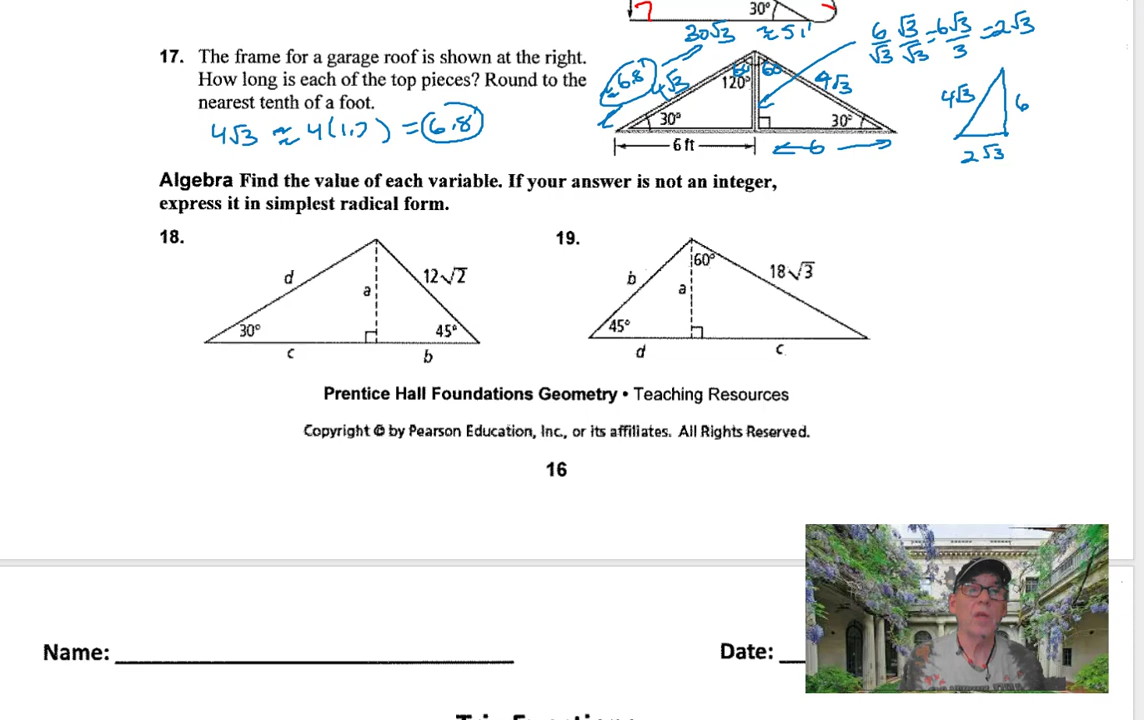 7 30°
30√3 ≈ 51'
6/√3 √3/√3 = 6√3/3 = 2√3
17. The frame for a garage roof is shown at the right.
How long is each of the top pieces? Round to the
nearest tenth of a foot.
4√3 ≈ 4(1.7) = 6.8
≈6.8' 4√3 60 60 4√3
120°
30° 30°
6 ft 6
4√3 6
2√3
Algebra Find the value of each variable. If your answer is not an integer,
express it in simplest radical form.
18. 19.
d a 12√2
30° 45°
c b
b a 60° 18√3
45°
d c
Prentice Hall Foundations Geometry • Teaching Resources
Copyright © by Pearson Education, Inc., or its affiliates. All Rights Reserved.
16
Name: Date: